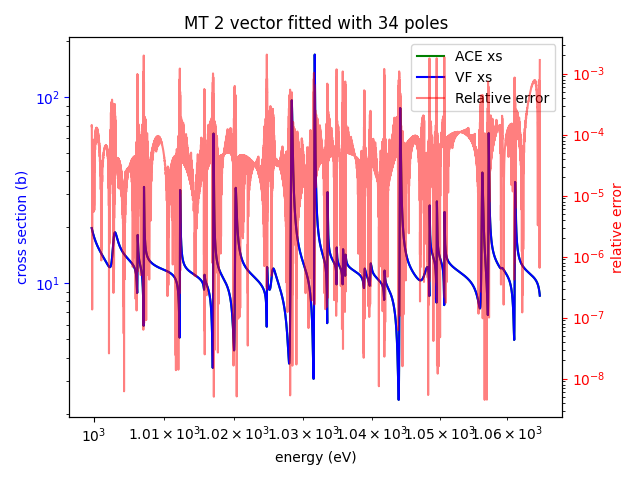 MT 2 vector fitted with 34 poles
ACE xs
VF xs
Relative error
cross section (b)
10²
10¹
relative error
10⁻³
10⁻⁴
10⁻⁵
10⁻⁶
10⁻⁷
10⁻⁸
10³ 1.01 × 10³ 1.02 × 10³ 1.03 × 10³ 1.04 × 10³ 1.05 × 10³ 1.06 × 10³
energy (eV)